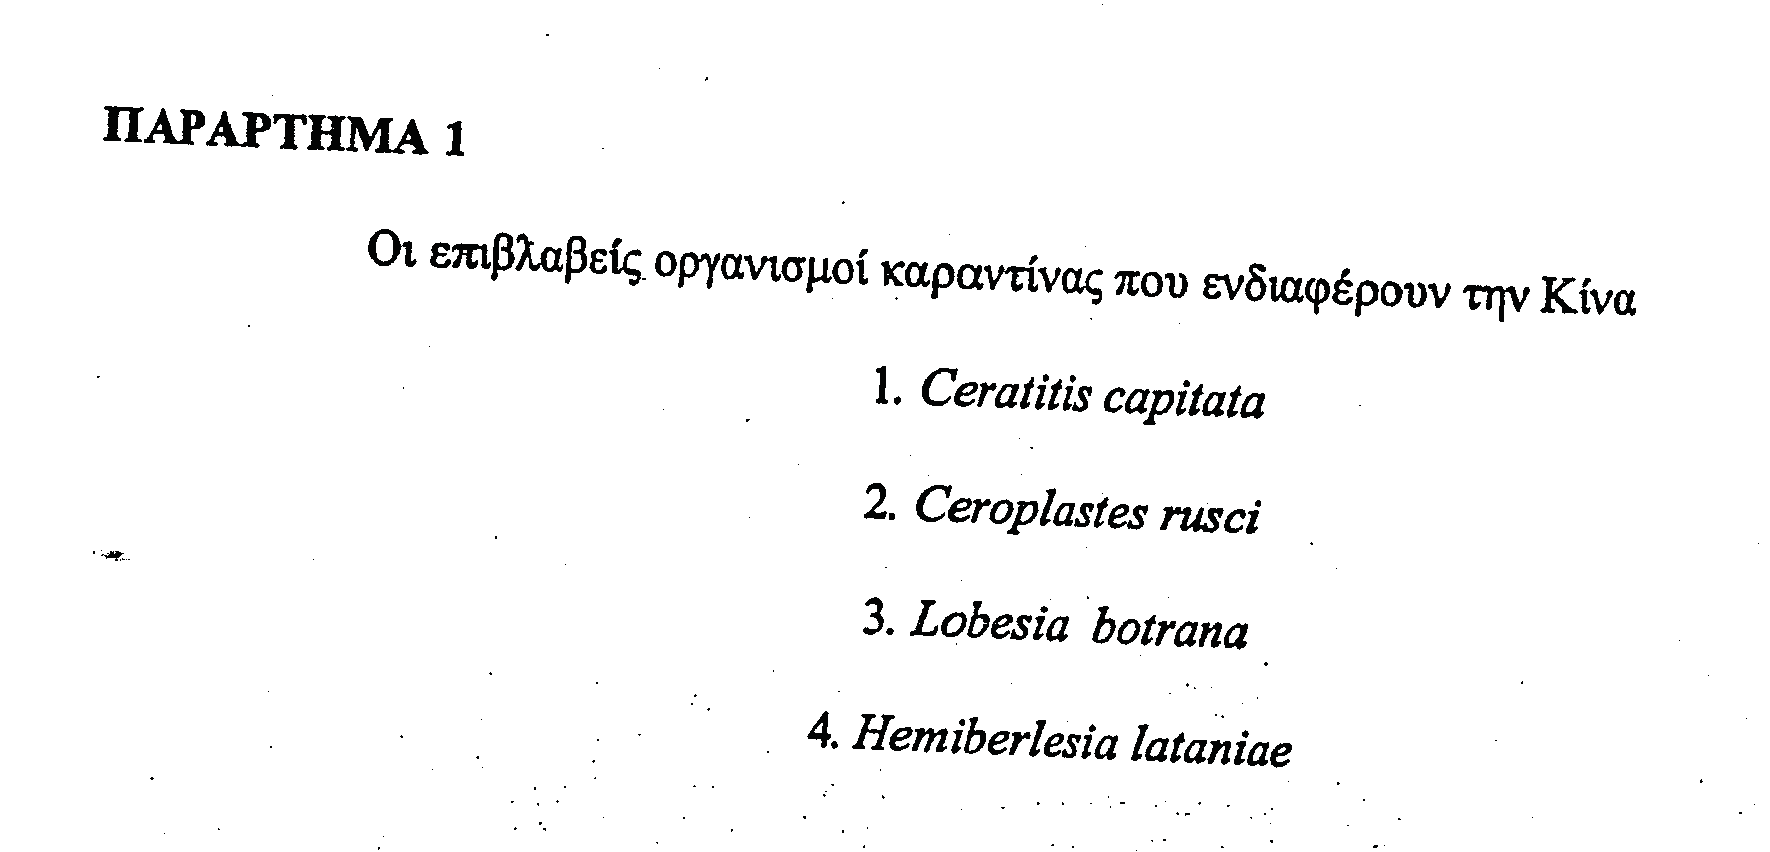 ΠΑΡΑΡΤΗΜΑ 1
Οι επιβλαβείς οργανισμοί καραντίνας που ενδιαφέρουν την Κίνα
1. Ceratitis capitata
2. Ceroplastes rusci
3. Lobesia botrana
4. Hemiberlesia lataniae